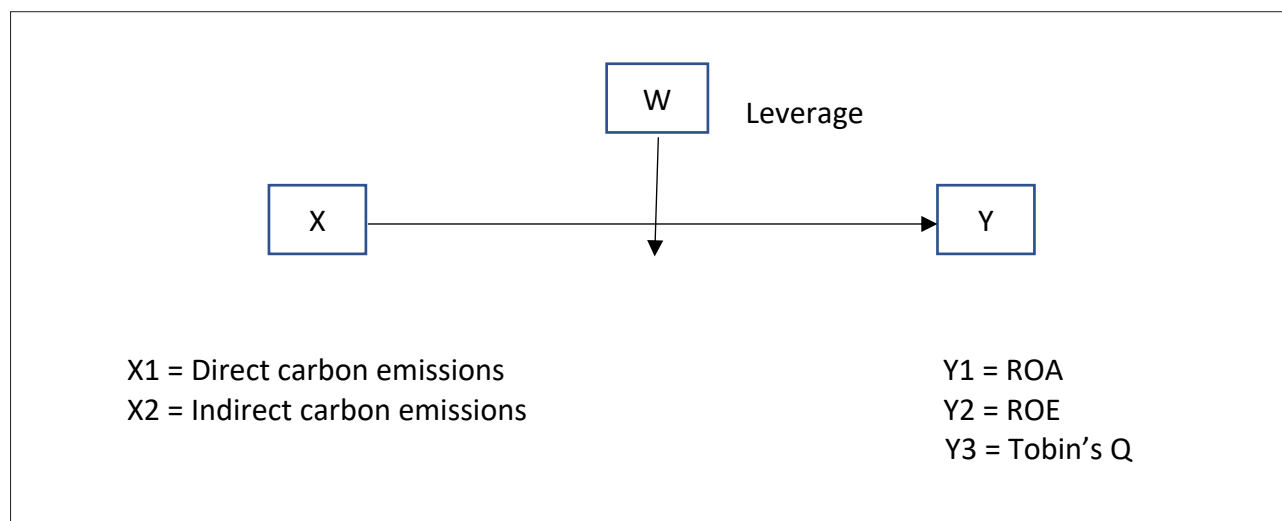 W
Leverage
X
Y
X1 = Direct carbon emissions
X2 = Indirect carbon emissions
Y1 = ROA
Y2 = ROE
Y3 = Tobin’s Q